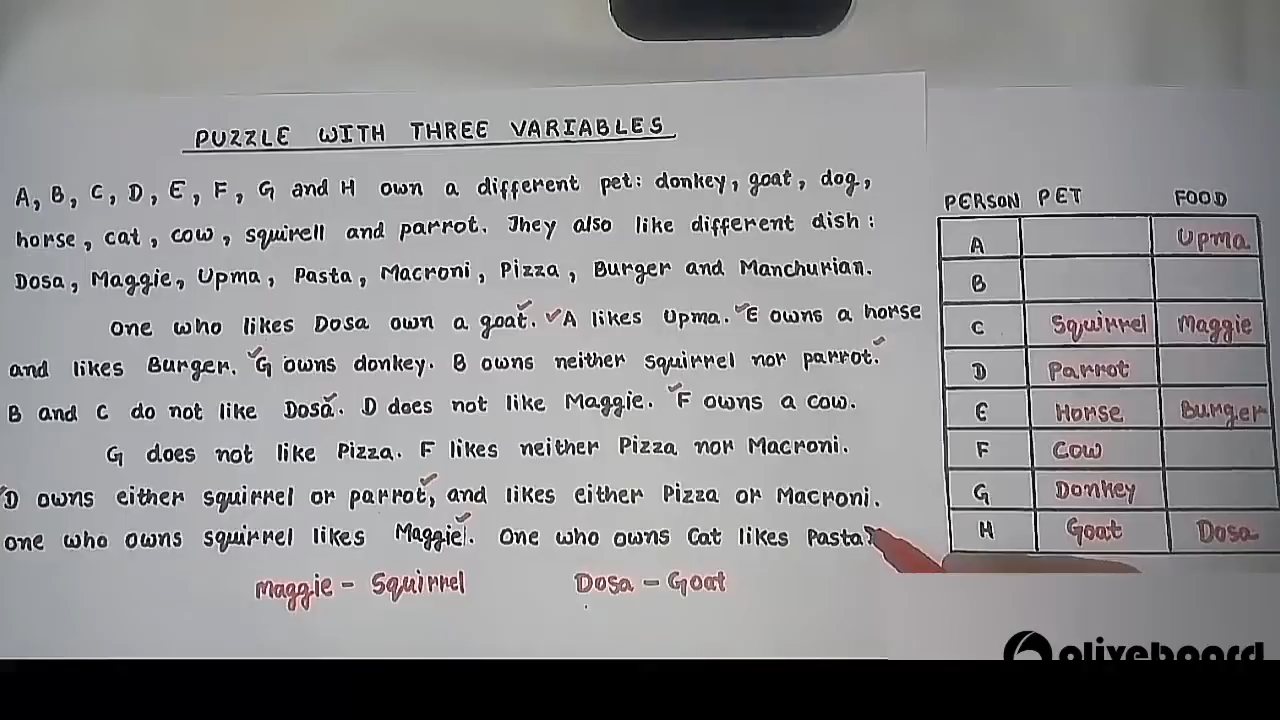 PUZZLE WITH THREE VARIABLES
A, B, C, D, E, F, G and H own a different pet: donkey, goat, dog,
horse, cat, cow, squirell and parrot. They also like different dish:
Dosa, Maggie, Upma, Pasta, Macroni, Pizza, Burger and Manchurian.
One who likes Dosa own a goat. A likes Upma. E owns a horse
and likes Burger. G owns donkey. B owns neither squirrel nor parrot.
B and C do not like Dosa. D does not like Maggie. F owns a cow.
G does not like Pizza. F likes neither Pizza nor Macroni.
D owns either squirrel or parrot, and likes either Pizza or Macroni.
One who owns squirrel likes Maggie. One who owns Cat likes Pasta.
Maggie - Squirrel Dosa - Goat
PERSON PET FOOD
A Upma
B
C Squirrel Maggie
D Parrot
E Horse Burger
F Cow
G Donkey
H Goat Dosa
oliveboard